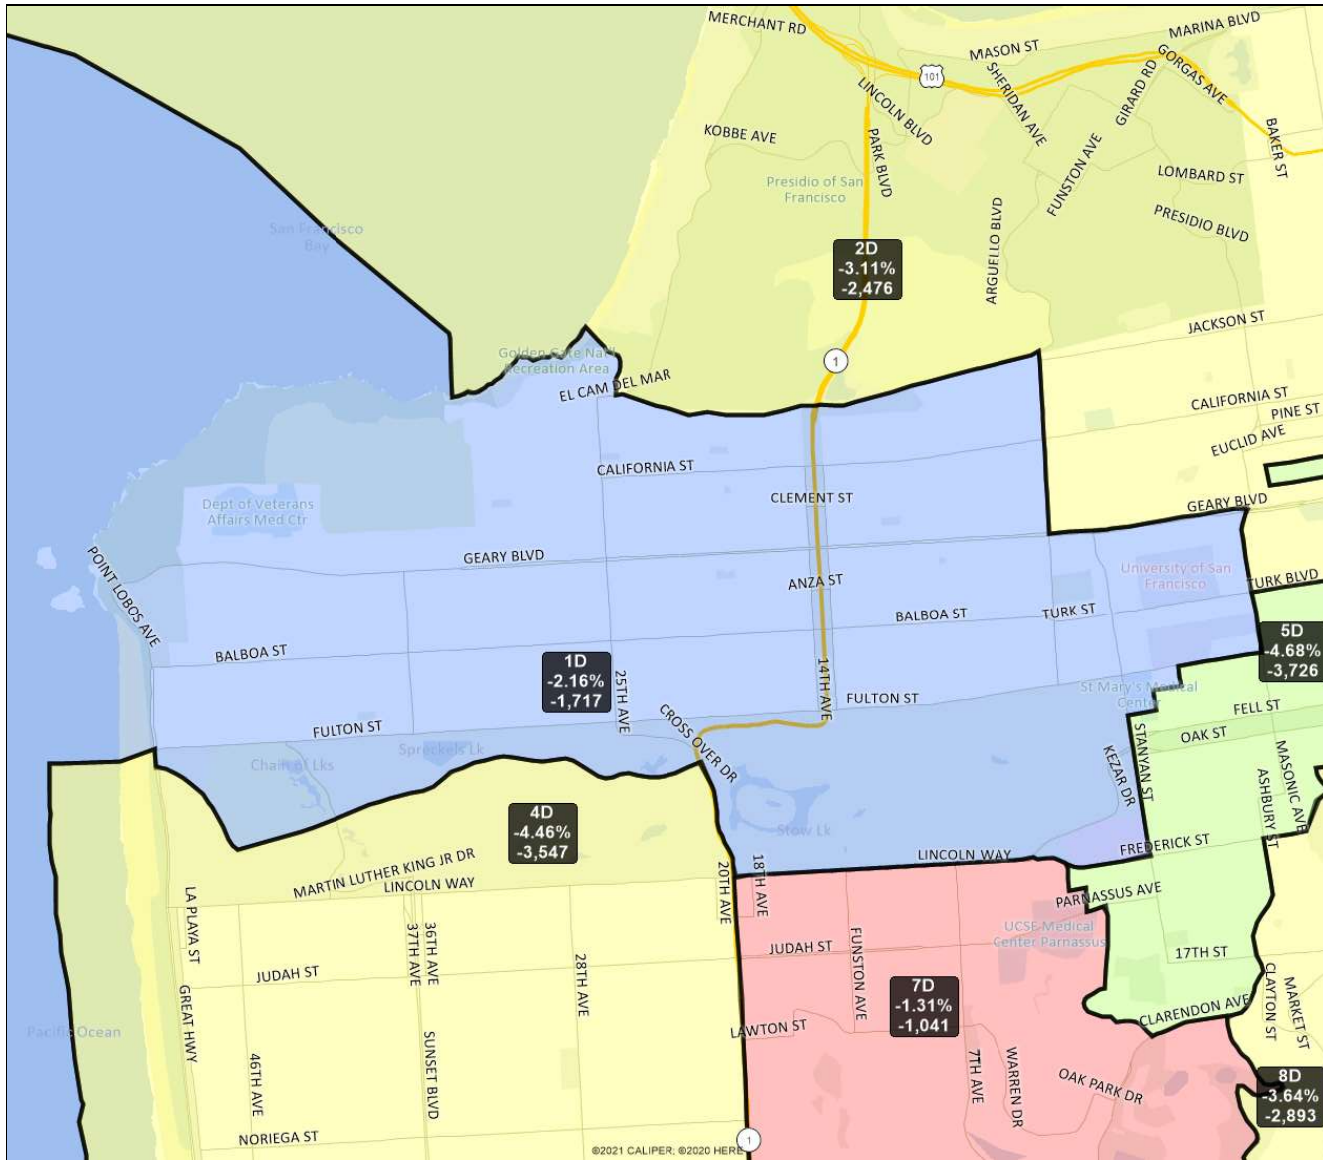 MERCHANT RD
MARINA BLVD
MASON ST
101
GORGAS AVE
SHERIDAN AVE
GIRARD RD
LINCOLN BLVD
KOBBE AVE
PARK BLVD
FUNSTON AVE
BAKER ST
LOMBARD ST
Presidio of San
Francisco
PRESIDIO BLVD
ARGUELLO BLVD
San Francisco
Bay
2D
-3.11%
-2,476
JACKSON ST
1
Golden Gate Nat'l
Recreation Area
EL CAM DEL MAR
CALIFORNIA ST
PINE ST
EUCLID AVE
CALIFORNIA ST
CLEMENT ST
GEARY BLVD
Dept of Veterans
Affairs Med Ctr
POINT LOBOS AVE
GEARY BLVD
ANZA ST
University of San
Francisco
TURK BLVD
BALBOA ST
TURK ST
BALBOA ST
5D
-4.68%
-3,726
1D
-2.16%
-1,717
25TH AVE
14TH AVE
FULTON ST
St Mary's Medical
Center
FELL ST
FULTON ST
CROSS OVER DR
STANYAN ST
OAK ST
Spreckels Lk
Chain of Lks
KEZAR DR
MASONIC AVE
ASHBURY ST
4D
-4.46%
-3,547
Stow Lk
FREDERICK ST
LINCOLN WAY
MARTIN LUTHER KING JR DR
LINCOLN WAY
20TH AVE
18TH AVE
PARNASSUS AVE
LA PLAYA ST
37TH AVE
36TH AVE
UCSF Medical
Center Parnassus
JUDAH ST
FUNSTON AVE
17TH ST
JUDAH ST
28TH AVE
7D
-1.31%
-1,041
CLAYTON ST
MARKET ST
GREAT HWY
LAWTON ST
CLARENDON AVE
Pacific Ocean
46TH AVE
SUNSET BLVD
7TH AVE
WARREN DR
OAK PARK DR
8D
-3.64%
-2,893
NORIEGA ST
1
©2021 CALIPER; ©2020 HERE